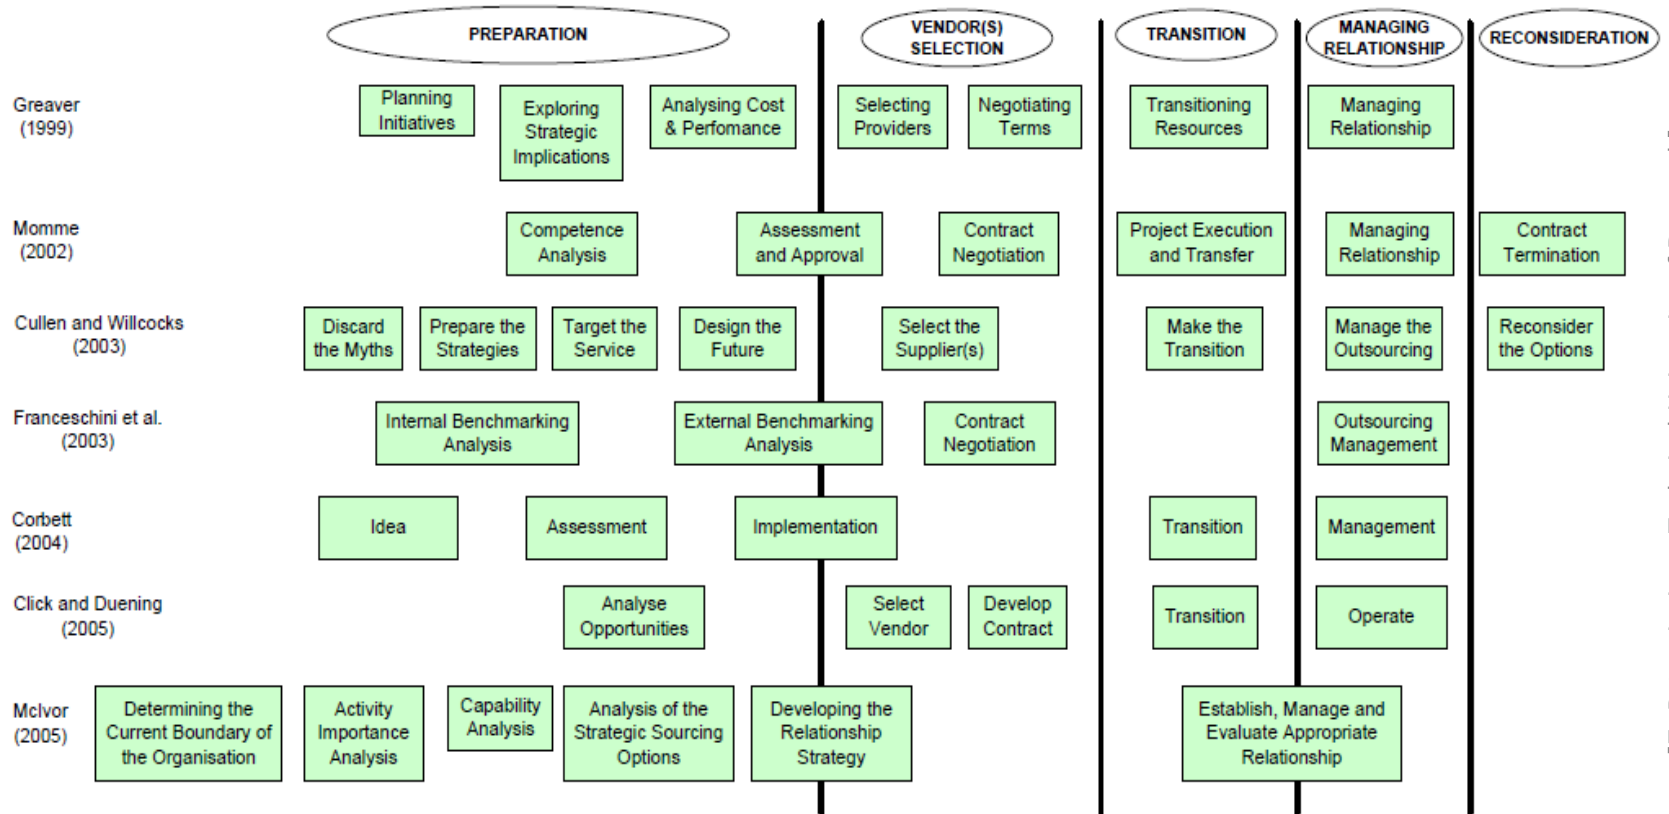 PREPARATION
VENDOR(S)
SELECTION
TRANSITION
MANAGING
RELATIONSHIP
RECONSIDERATION
Greaver
(1999)
Planning
Initiatives
Exploring
Strategic
Implications
Analysing Cost
& Perfomance
Selecting
Providers
Negotiating
Terms
Transitioning
Resources
Managing
Relationship
Momme
(2002)
Competence
Analysis
Assessment
and Approval
Contract
Negotiation
Project Execution
and Transfer
Managing
Relationship
Contract
Termination
Cullen and Willcocks
(2003)
Discard
the Myths
Prepare the
Strategies
Target the
Service
Design the
Future
Select the
Supplier(s)
Make the
Transition
Manage the
Outsourcing
Reconsider
the Options
Franceschini et al.
(2003)
Internal Benchmarking
Analysis
External Benchmarking
Analysis
Contract
Negotiation
Outsourcing
Management
Corbett
(2004)
Idea
Assessment
Implementation
Transition
Management
Click and Duening
(2005)
Analyse
Opportunities
Select
Vendor
Develop
Contract
Transition
Operate
McIvor
(2005)
Determining the
Current Boundary of
the Organisation
Activity
Importance
Analysis
Capability
Analysis
Analysis of the
Strategic Sourcing
Options
Developing the
Relationship
Strategy
Establish, Manage and
Evaluate Appropriate
Relationship